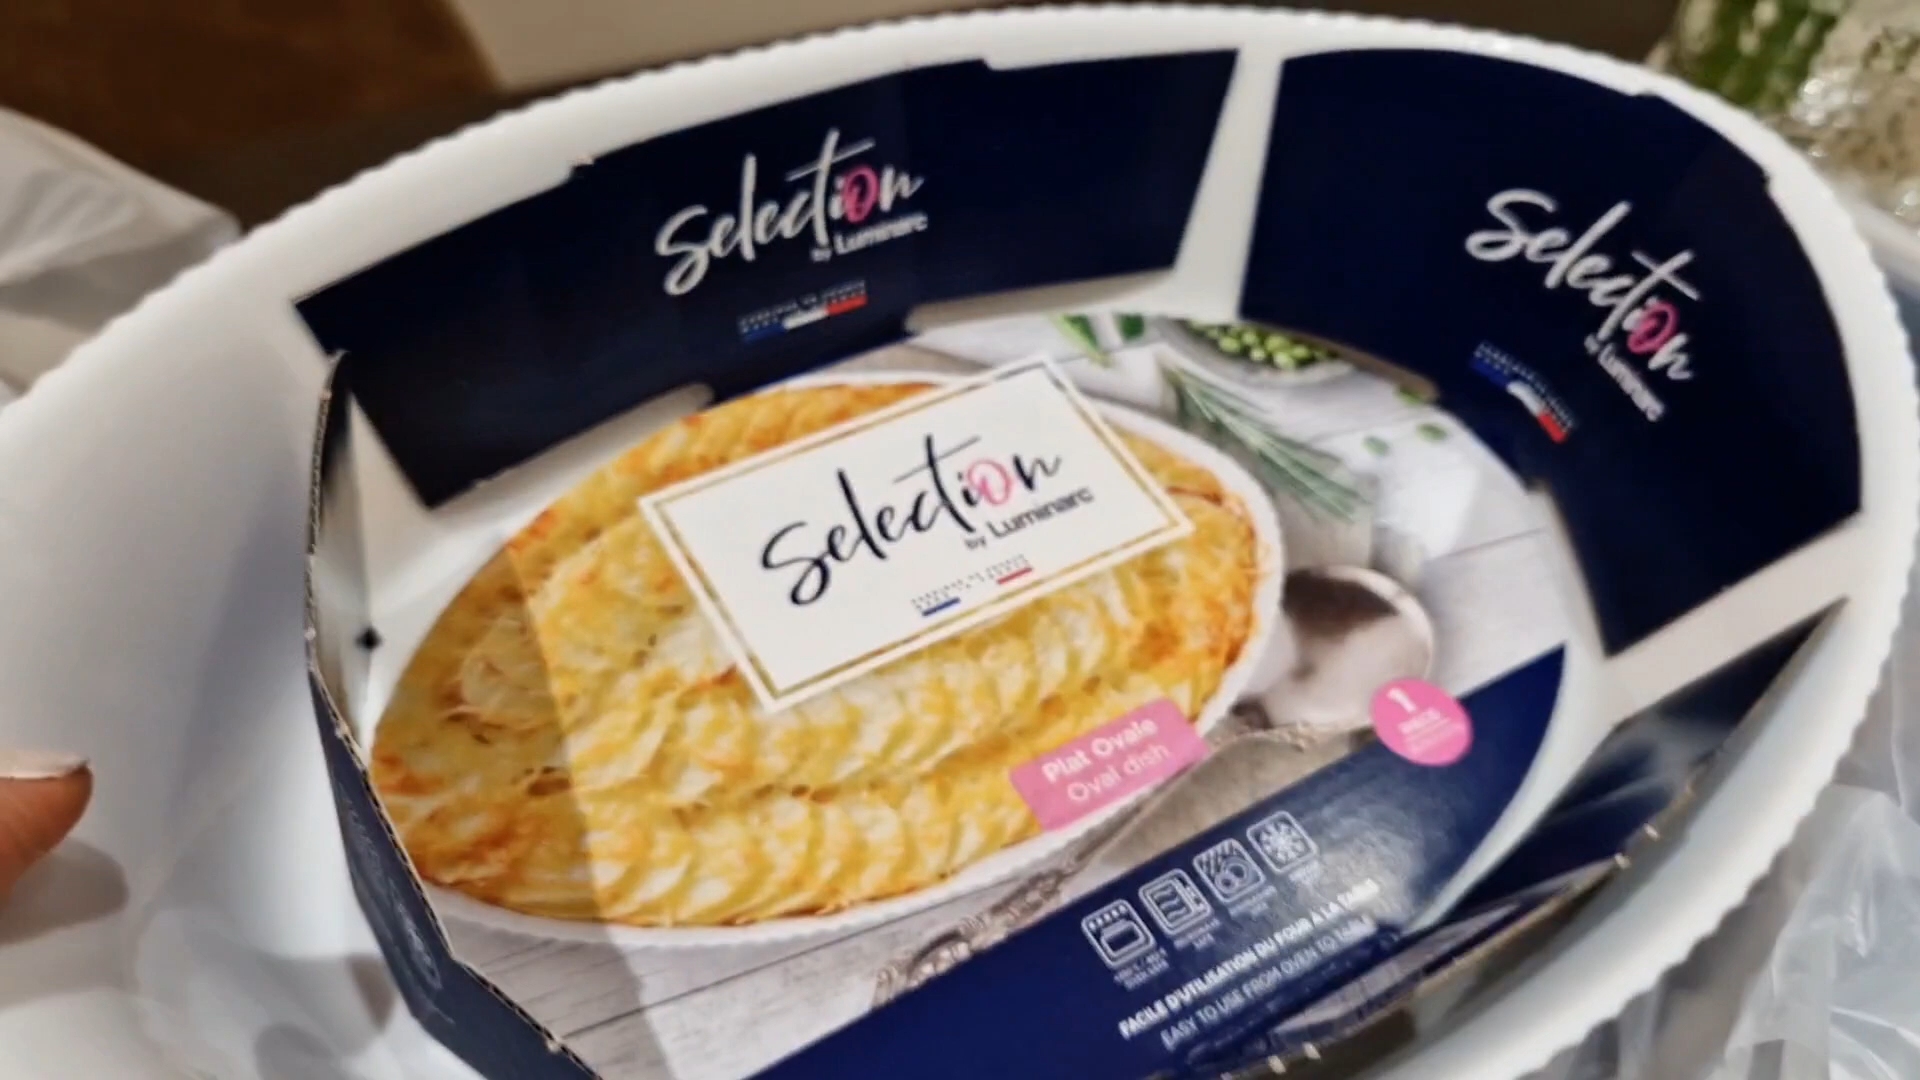 Selection
by Luminarc
Selection
by Luminarc
Selection
by Luminarc
Plat Ovale
Oval dish
1
FACILE D'UTILISATION DU FOUR À LA TABLE
EASY TO USE FROM OVEN TO TABLE